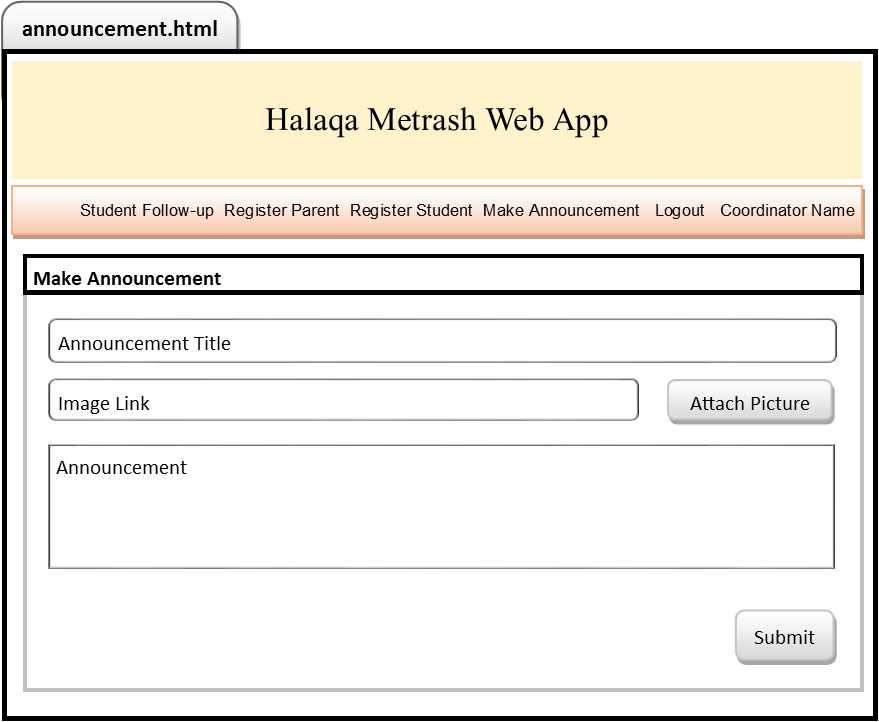 announcement.html
Halaqa Metrash Web App
Student Follow-up Register Parent Register Student Make Announcement Logout Coordinator Name
Make Announcement
Announcement Title
Image Link Attach Picture
Announcement
Submit